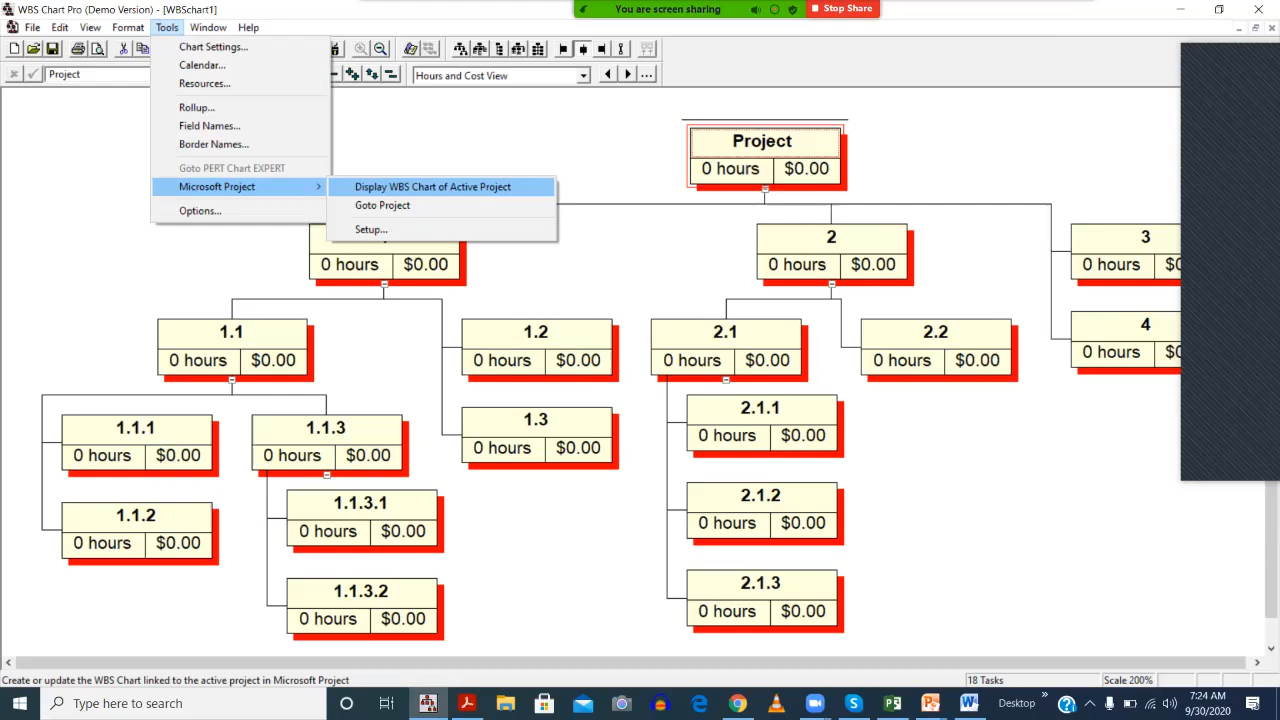 WBS Chart Pro (Demo Version) - [WBSchart1]
You are screen sharing
Stop Share
File Edit View Format Tools Window Help
Project
Hours and Cost View
Chart Settings...
Calendar...
Resources...
Rollup...
Field Names...
Border Names...
Goto PERT Chart EXPERT
Microsoft Project
Options...
Display WBS Chart of Active Project
Goto Project
Setup...
Project
0 hours $0.00
0 hours $0.00
2
0 hours $0.00
3
0 hours
4
0 hours
1.1
0 hours $0.00
1.2
0 hours $0.00
2.1
0 hours $0.00
2.2
0 hours $0.00
1.1.1
0 hours $0.00
1.1.3
0 hours $0.00
1.3
0 hours $0.00
2.1.1
0 hours $0.00
1.1.2
0 hours $0.00
1.1.3.1
0 hours $0.00
2.1.2
0 hours $0.00
1.1.3.2
0 hours $0.00
2.1.3
0 hours $0.00
Create or update the WBS Chart linked to the active project in Microsoft Project
18 Tasks
Scale 200%
Type here to search
Desktop
7:24 AM
9/30/2020